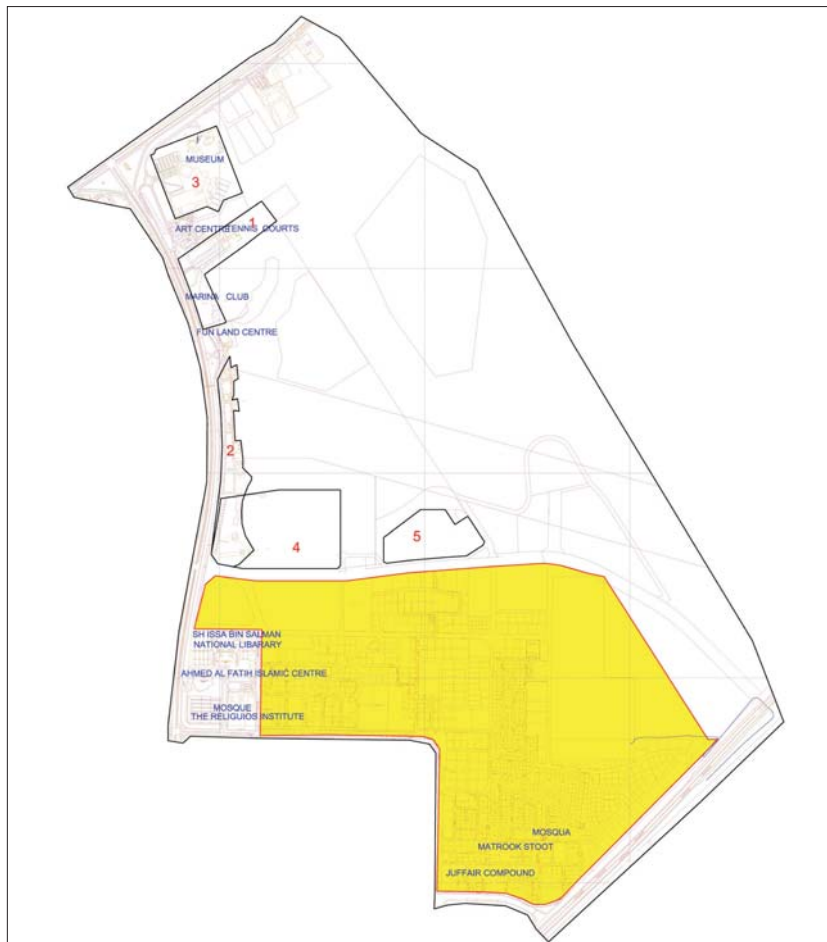 MUSEUM
3
1
ART CENTRE TENNIS COURTS
MARINA CLUB
FUN LAND CENTRE
2
4
5
SH ISSA BIN SALMAN
NATIONAL LIBARARY
AHMED AL FATIH ISLAMIC CENTRE
MOSQUE
THE RELIGUIOS INSTITUTE
MOSQUA
MATROOK STOOT
JUFFAIR COMPOUND